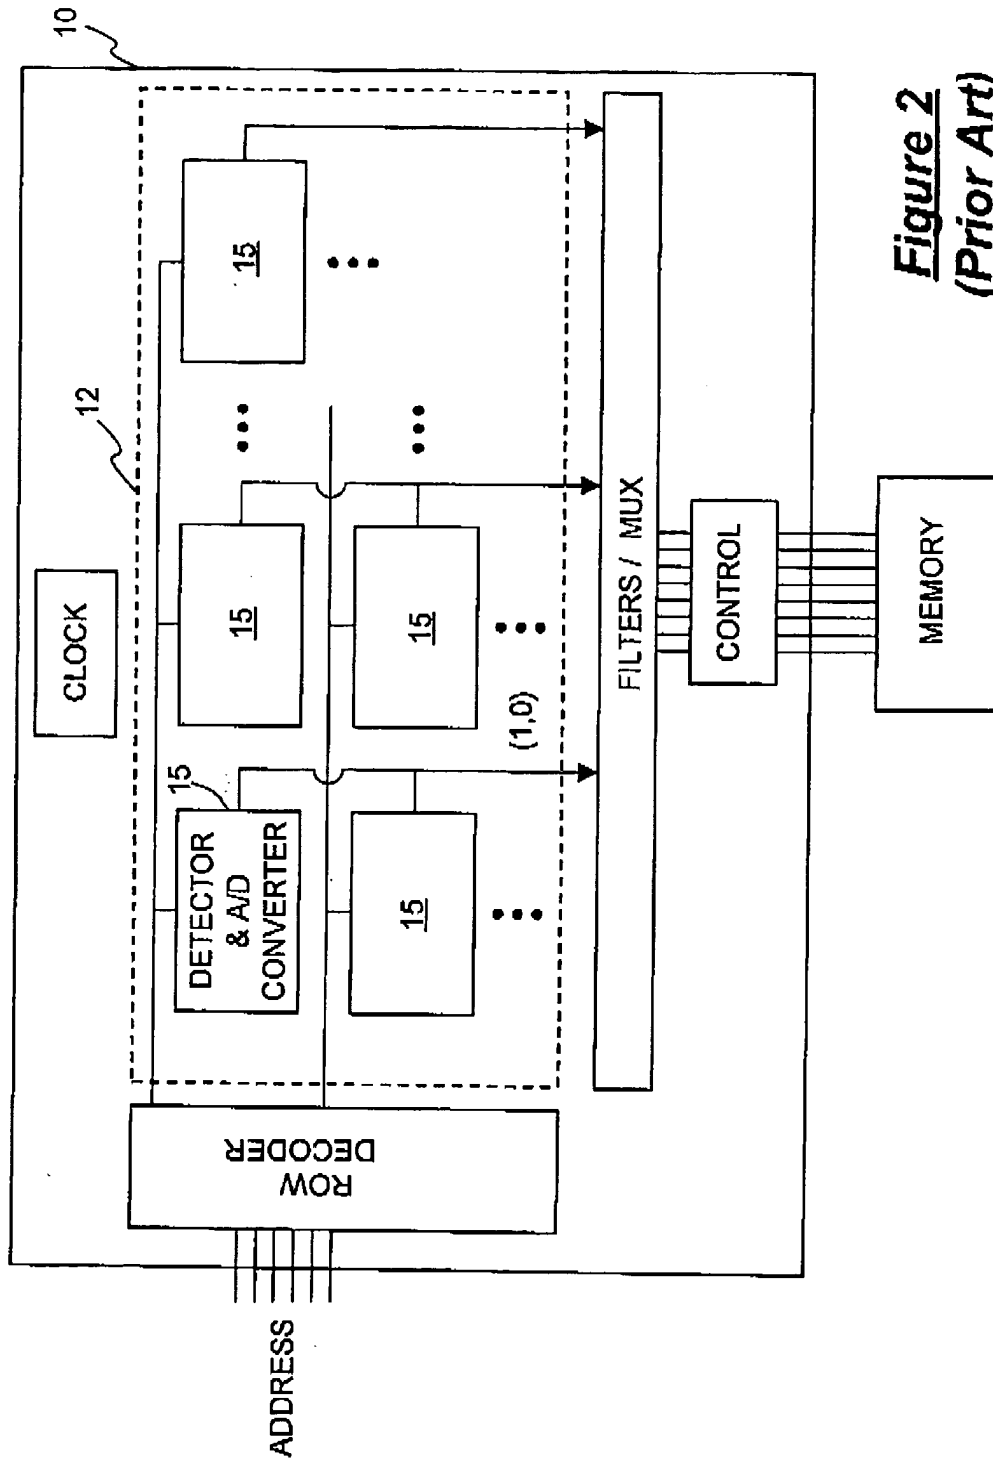 10
CLOCK
12
15
DETECTOR
& A/D
CONVERTER
15
15
15
15
(1,0)
ROW
DECODER
ADDRESS
FILTERS / MUX
CONTROL
MEMORY
Figure 2
(Prior Art)